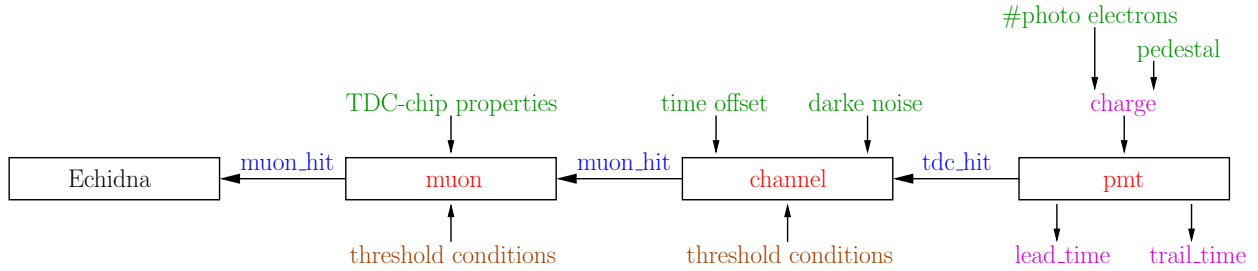 #photo electrons
pedestal
TDC-chip properties
time offset
darke noise
charge
muon_hit
muon_hit
tdc_hit
Echidna
muon
channel
pmt
threshold conditions
threshold conditions
lead_time
trail_time